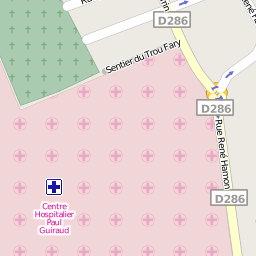 D286
Sentier du Trou Fary
D286
Rue René Hamon
D286
Centre
Hospitalier
Paul
Guiraud